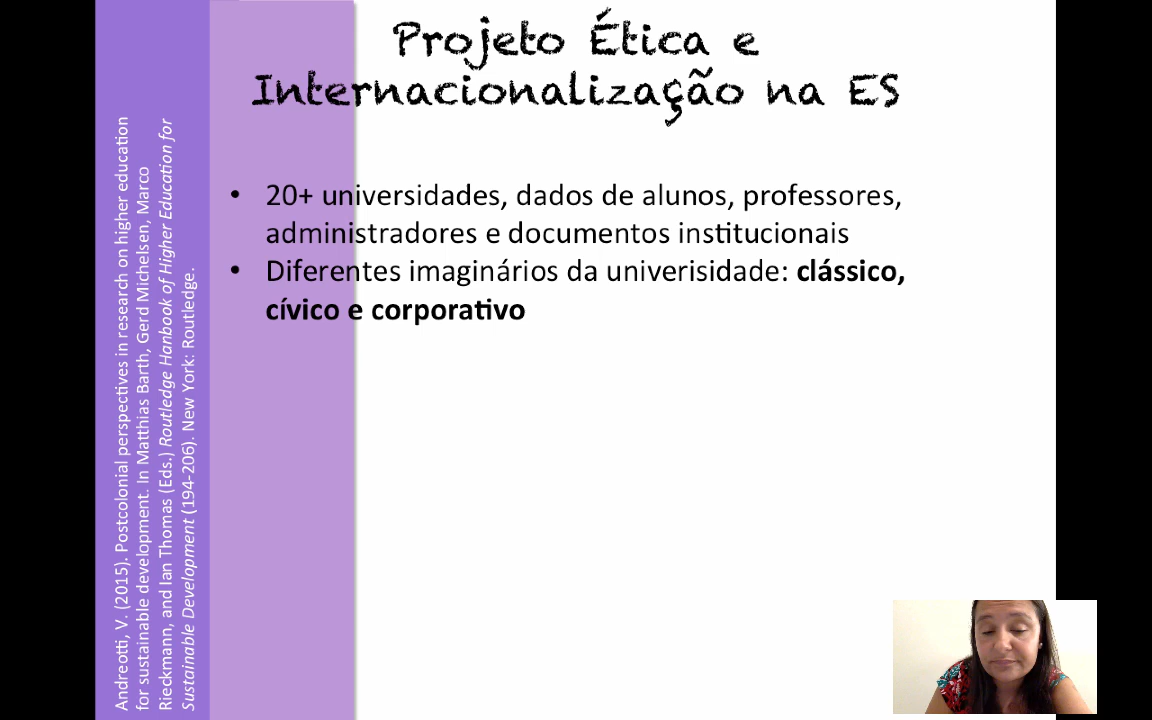 Projeto Ética e
Internacionalização na ES
• 20+ universidades, dados de alunos, professores,
administradores e documentos institucionais
• Diferentes imaginários da univerisidade: clássico,
cívico e corporativo
Andreotti, V. (2015). Postcolonial perspectives in research on higher education
for sustainable development. In Matthias Barth, Gerd Michelsen, Marco
Rieckmann, and Ian Thomas (Eds.) Routledge Hanbook of Higher Education for
Sustainable Development (194-206). New York: Routledge.